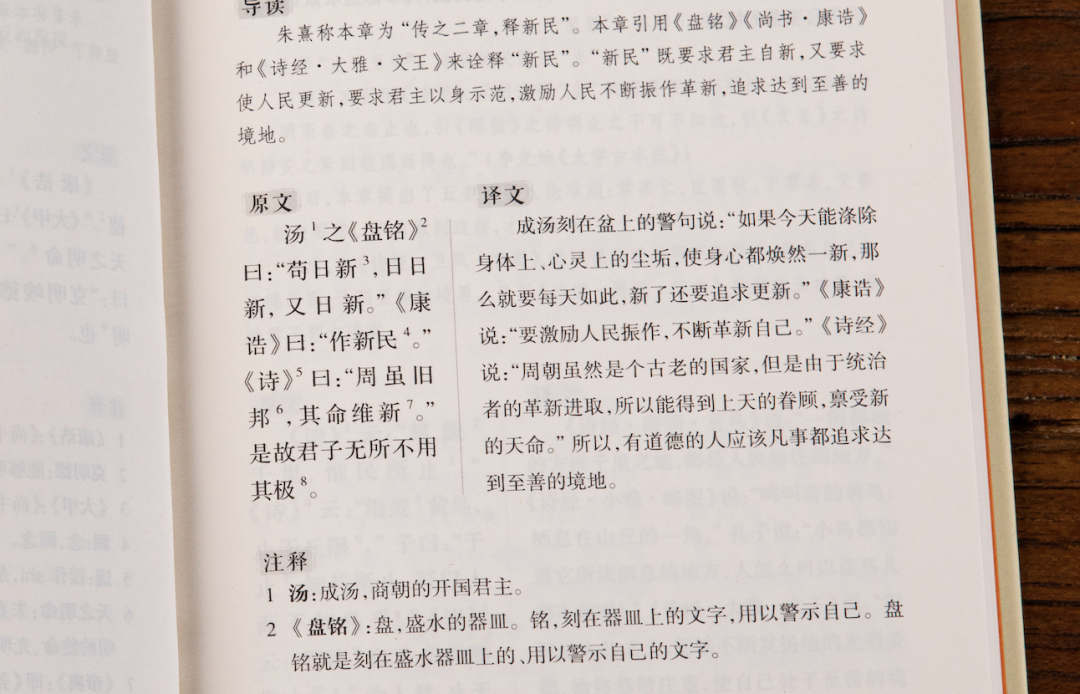 导读
朱熹称本章为“传之二章，释新民”。本章引用《盘铭》《尚书·康诰》
和《诗经·大雅·文王》来诠释“新民”。“新民”既要求君主自新，又要求
使人民更新，要求君主以身示范，激励人民不断振作革新，追求达到至善的
境地。
原文
汤1之《盘铭》2
曰：“苟日新3，日日
新，又日新。”《康
诰》曰：“作新民4。”
《诗》5曰：“周虽旧
邦6，其命维新7。”
是故君子无所不用
其极8。
译文
成汤刻在盆上的警句说：“如果今天能涤除
身体上、心灵上的尘垢，使身心都焕然一新，那
么就要每天如此，新了还要追求更新。”《康诰》
说：“要激励人民振作，不断革新自己。”《诗经》
说：“周朝虽然是个古老的国家，但是由于统治
者的革新进取，所以能得到上天的眷顾，禀受新
的天命。”所以，有道德的人应该凡事都追求达
到至善的境地。
注释
1 汤：成汤，商朝的开国君主。
2 《盘铭》：盘，盛水的器皿。铭，刻在器皿上的文字，用以警示自己。盘
铭就是刻在盛水器皿上的、用以警示自己的文字。